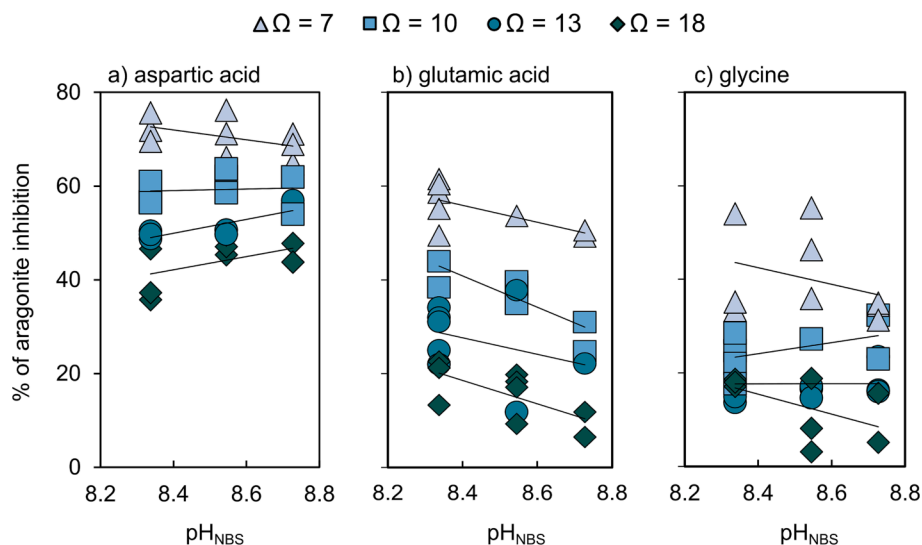 Ω = 7 Ω = 10 Ω = 13 Ω = 18
a) aspartic acid b) glutamic acid c) glycine
% of aragonite inhibition
80
60
40
20
0
8.2 8.4 8.6 8.8 8.2 8.4 8.6 8.8 8.2 8.4 8.6 8.8
pHNBS pHNBS pHNBS